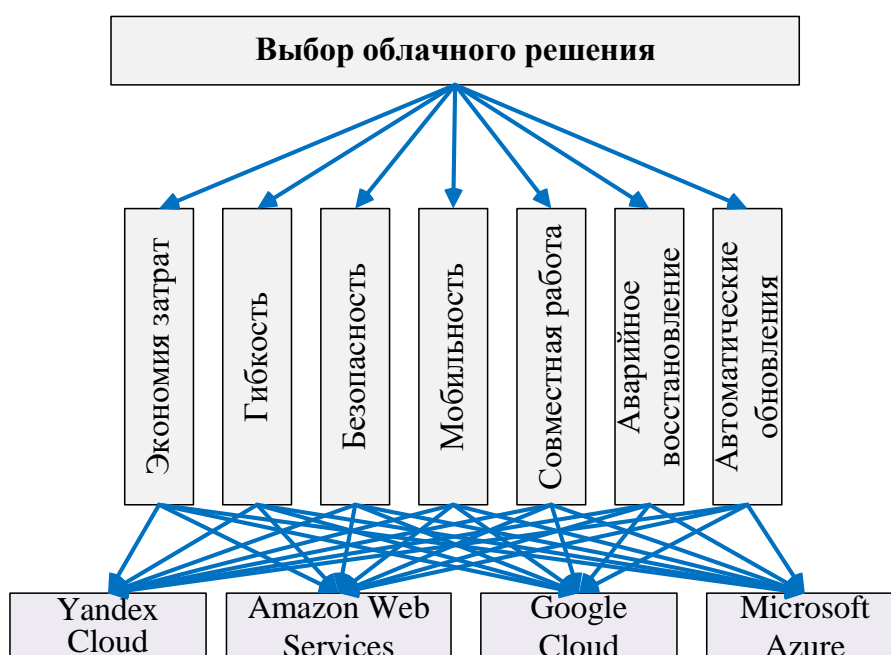 Выбор облачного решения
Экономия затрат
Гибкость
Безопасность
Мобильность
Совместная работа
Аварийное
восстановление
Автоматические
обновления
Yandex
Cloud
Amazon Web
Services
Google
Cloud
Microsoft
Azure